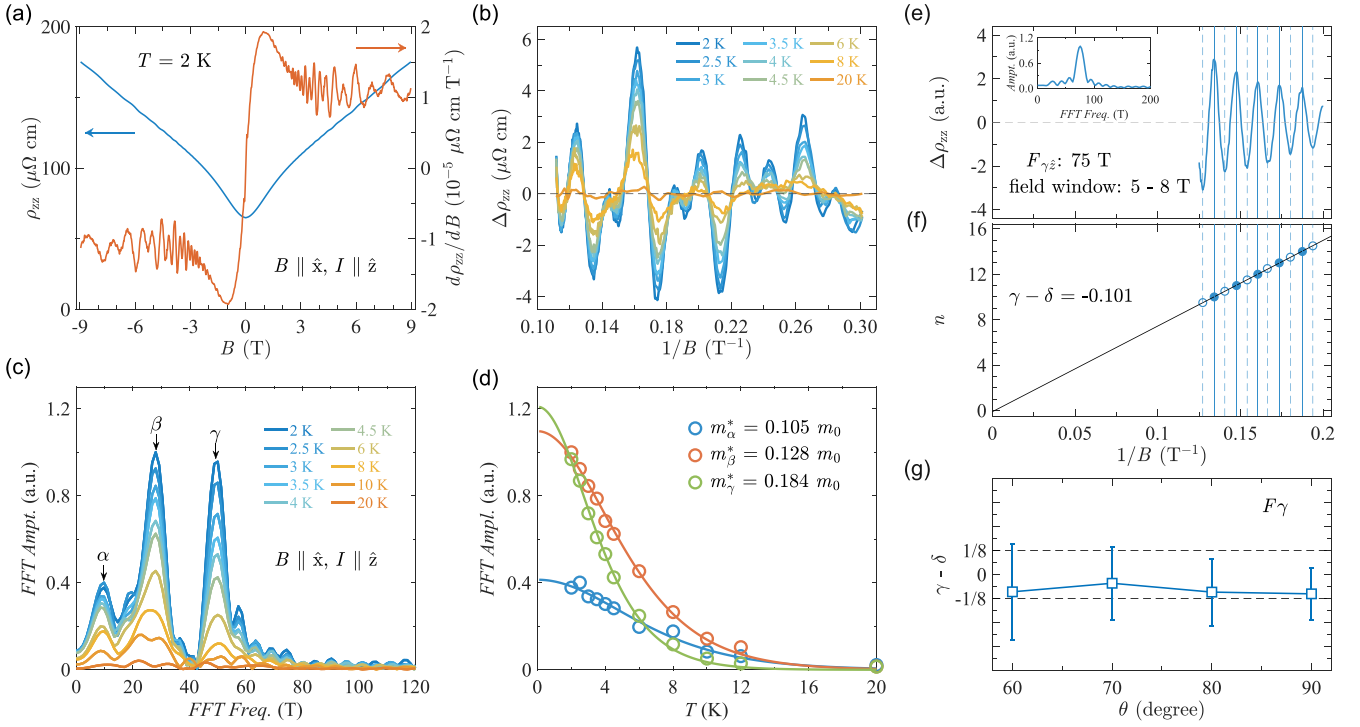 (a)
T = 2 K
B ∥ x̂, I ∥ ẑ
ρzz (μΩ cm)
200
100
0
dρzz/dB (10⁻⁵ μΩ cm T⁻¹)
2
1
0
-1
-2
-9 -6 -3 0 3 6 9
B (T)
(b)
2 K 3.5 K 6 K
2.5 K 4 K 8 K
3 K 4.5 K 20 K
Δρzz (μΩ cm)
6
4
2
0
-2
-4
-6
0.10 0.14 0.18 0.22 0.26 0.30
1/B (T⁻¹)
(c)
α
β
γ
2 K 4.5 K
2.5 K 6 K
3 K 8 K
3.5 K 10 K
4 K 20 K
B ∥ x̂, I ∥ ẑ
FFT Ampt. (a.u.)
1.2
0.8
0.4
0
0 20 40 60 80 100 120
FFT Freq. (T)
(d)
m*α = 0.105 m0
m*β = 0.128 m0
m*γ = 0.184 m0
FFT Ampl. (a.u.)
1.2
0.8
0.4
0
0 4 8 12 16 20
T (K)
(e)
Ampt. (a.u.)
1.2
0.6
0.0
0 100 200
FFT Freq. (T)
Fγẑ: 75 T
field window: 5 - 8 T
Δρzz (a.u.)
4
2
0
-2
-4
(f)
γ − δ = -0.101
n
16
12
8
4
0
0 0.05 0.1 0.15 0.2
1/B (T⁻¹)
(g)
Fγ
γ - δ
1/8
0
-1/8
60 70 80 90
θ (degree)